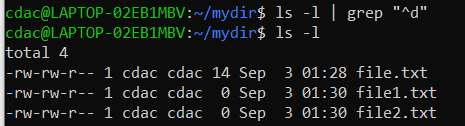 cdac@LAPTOP-02EB1MBV:~/mydir$ ls -l | grep "^d"
cdac@LAPTOP-02EB1MBV:~/mydir$ ls -l
total 4
-rw-rw-r-- 1 cdac cdac 14 Sep  3 01:28 file.txt
-rw-rw-r-- 1 cdac cdac  0 Sep  3 01:30 file1.txt
-rw-rw-r-- 1 cdac cdac  0 Sep  3 01:30 file2.txt